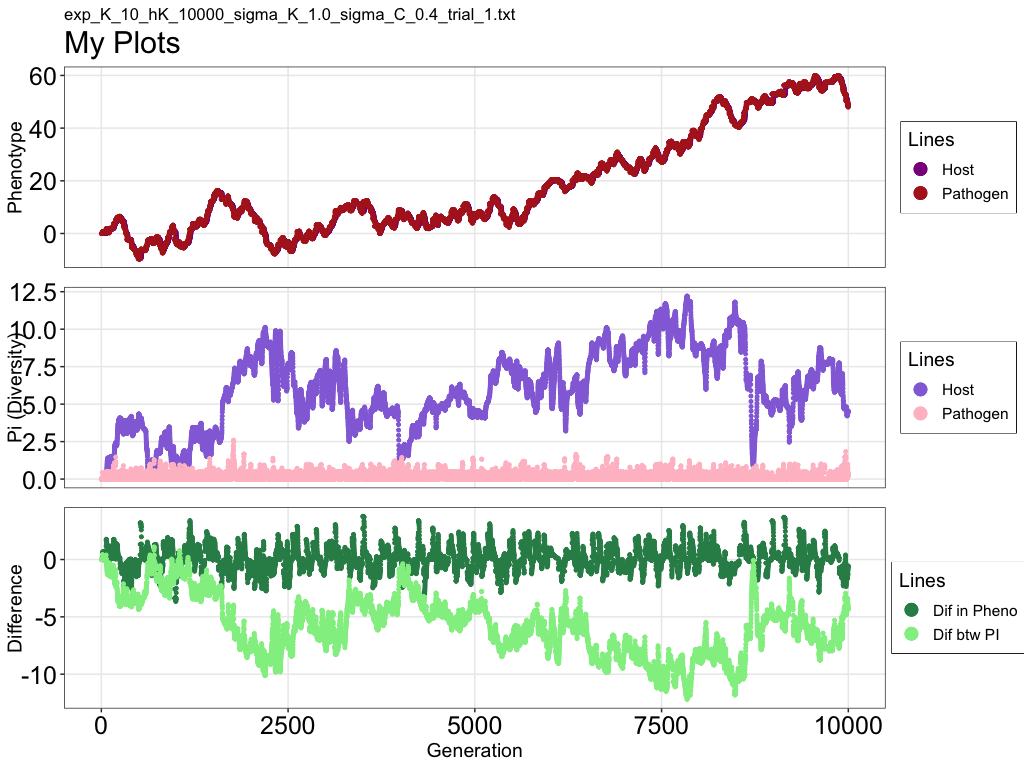 exp_K_10_hK_10000_sigma_K_1.0_sigma_C_0.4_trial_1.txt
My Plots
Phenotype
60
40
20
0
Lines
Host
Pathogen
Pi (Diversity)
12.5
10.0
7.5
5.0
2.5
0.0
Lines
Host
Pathogen
Difference
0
-5
-10
Lines
Dif in Pheno
Dif btw PI
0 2500 5000 7500 10000
Generation